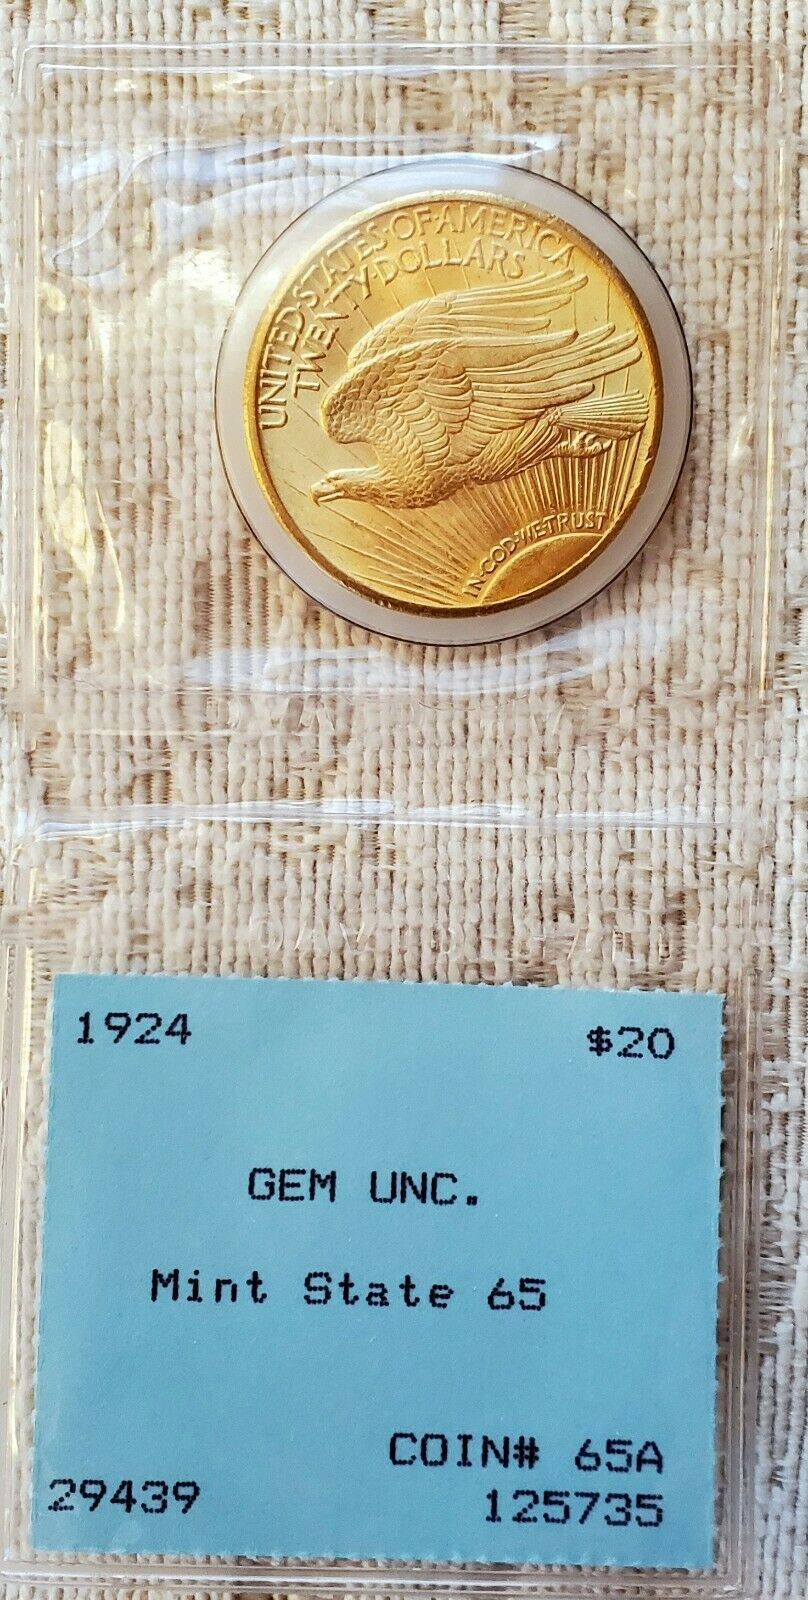 UNITED·STATES·OF·AMERICA
TWENTY·DOLLARS
IN·GOD·WE·TRUST
1924 $20
GEM UNC.
Mint State 65
COIN# 65A
29439 125735